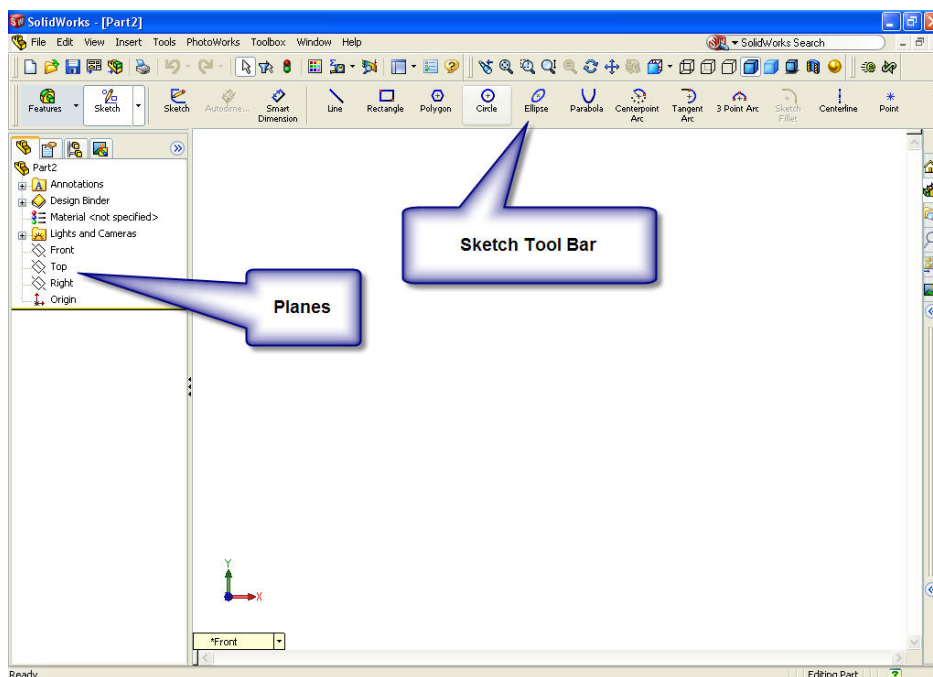 SolidWorks - [Part2]
File Edit View Insert Tools PhotoWorks Toolbox Window Help SolidWorks Search
Features Sketch Sketch Autodime... Smart Dimension Line Rectangle Polygon Circle Ellipse Parabola Centerpoint Arc Tangent Arc 3 Point Arc Sketch Fillet Centerline Point
Part2
Annotations
Design Binder
Material <not specified>
Lights and Cameras
Front
Top
Right
Origin
Sketch Tool Bar
Planes
Y
X
*Front
Ready Editing Part